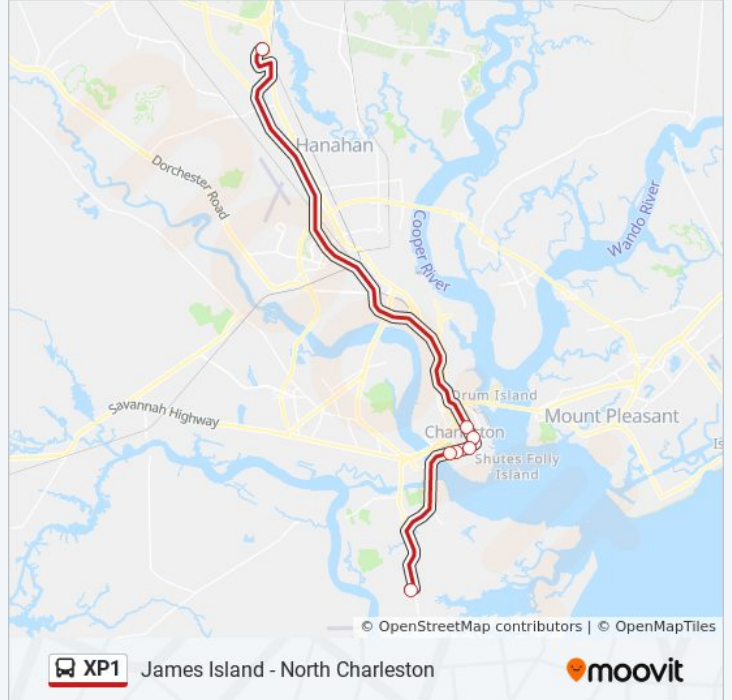 Hanahan
Dorchester Road
Cooper River
Wando River
Drum Island
Savannah Highway
Mount Pleasant
Shutes Folly
Island
© OpenStreetMap contributors | © OpenMapTiles
XP1
James Island - North Charleston
moovit